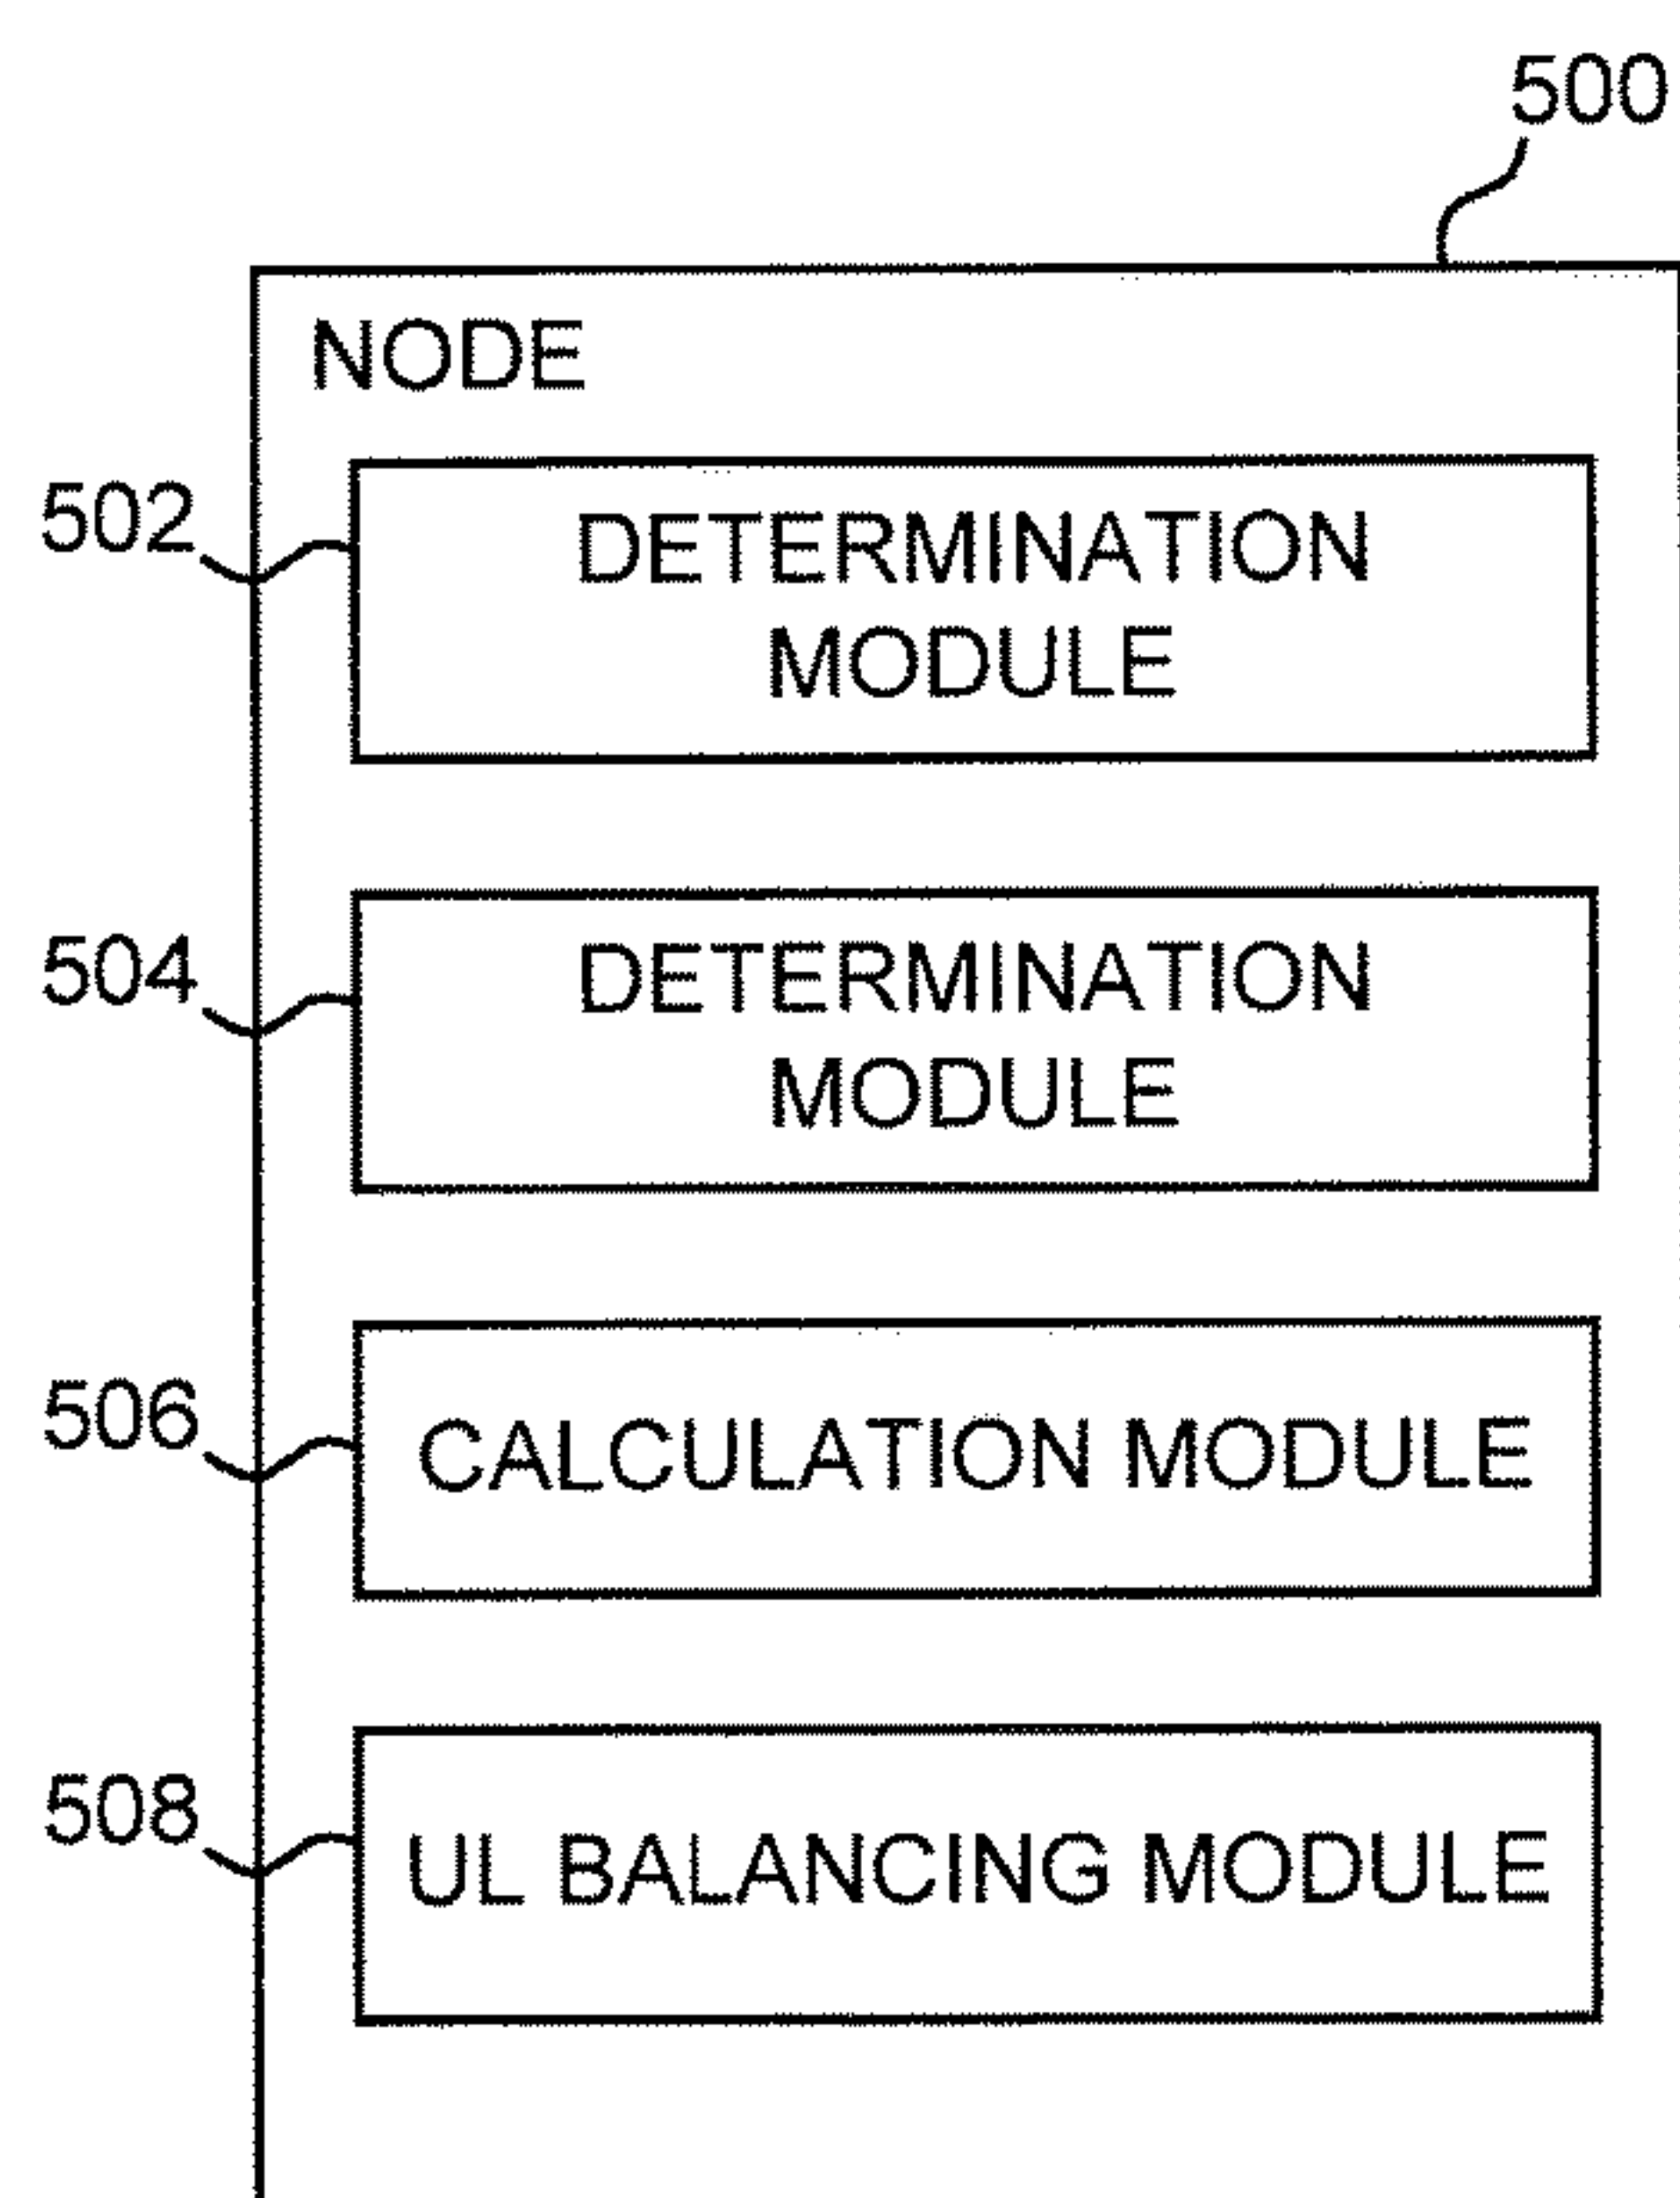 500
NODE
502
DETERMINATION
MODULE
504
DETERMINATION
MODULE
506
CALCULATION MODULE
508
UL BALANCING MODULE